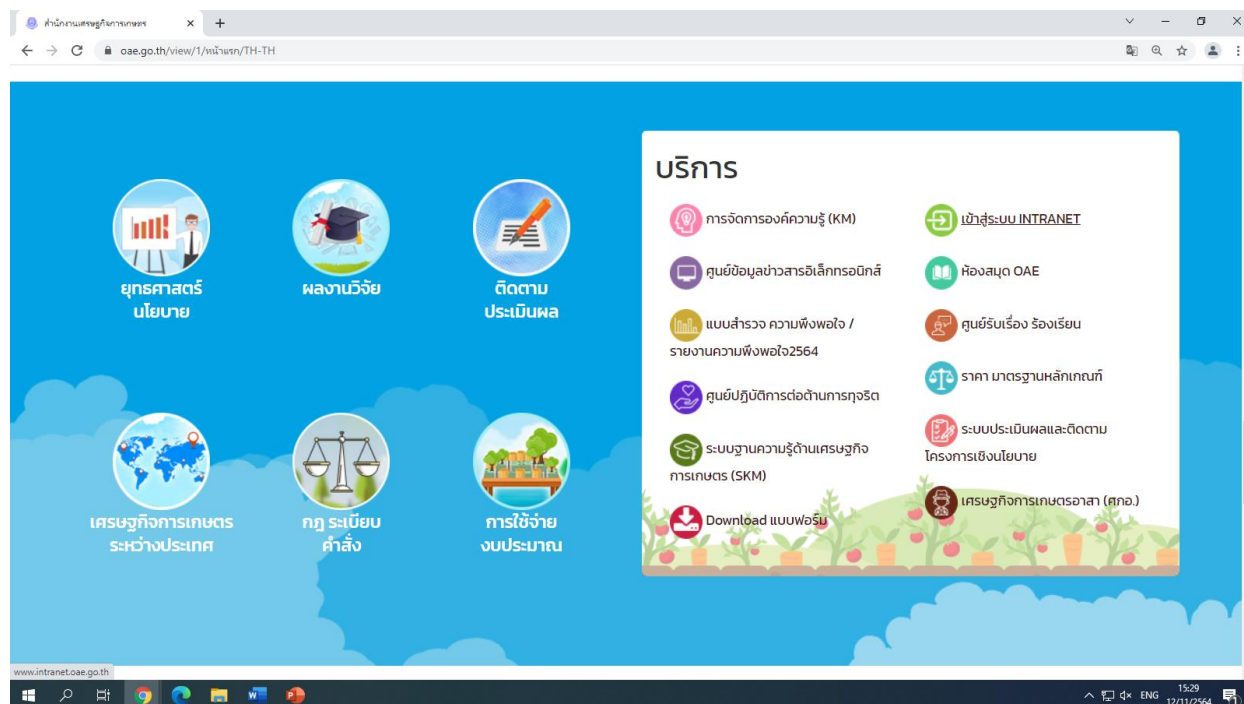 สำนักงานเศรษฐกิจการเกษตร
oae.go.th/view/1/หน้าแรก/TH-TH
ยุทธศาสตร์
นโยบาย
ผลงานวิจัย
ติดตาม
ประเมินผล
เศรษฐกิจการเกษตร
ระหว่างประเทศ
กฎ ระเบียบ
คำสั่ง
การใช้จ่าย
งบประมาณ
บริการ
การจัดการองค์ความรู้ (KM)
ศูนย์ข้อมูลข่าวสารอิเล็กทรอนิกส์
แบบสำรวจ ความพึงพอใจ /
รายงานความพึงพอใจ2564
ศูนย์ปฏิบัติการต่อต้านการทุจริต
ระบบฐานความรู้ด้านเศรษฐกิจ
การเกษตร (SKM)
Download แบบฟอร์ม
เข้าสู่ระบบ INTRANET
ห้องสมุด OAE
ศูนย์รับเรื่อง ร้องเรียน
ราคา มาตรฐานหลักเกณฑ์
ระบบประเมินผลและติดตาม
โครงการเชิงนโยบาย
เศรษฐกิจการเกษตรอาสา (ศกอ.)
www.intranet.oae.go.th
ENG
15:29
12/11/2564